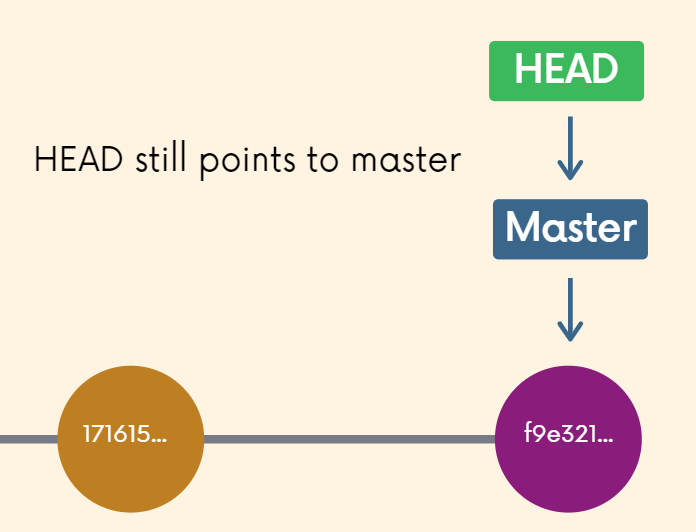 HEAD
HEAD still points to master
Master
171615...
f9e321...